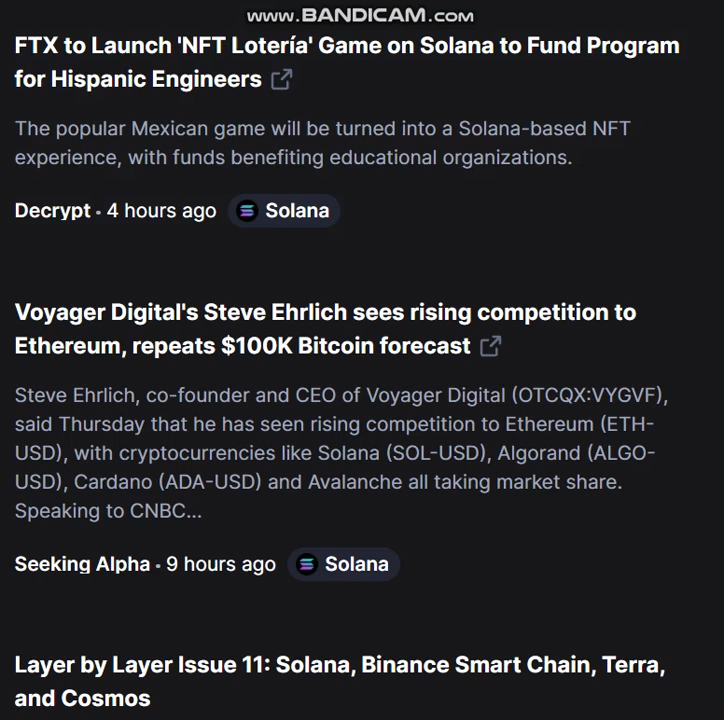 www.BANDICAM.com
FTX to Launch 'NFT Lotería' Game on Solana to Fund Program
for Hispanic Engineers
The popular Mexican game will be turned into a Solana-based NFT
experience, with funds benefiting educational organizations.
Decrypt • 4 hours ago Solana
Voyager Digital's Steve Ehrlich sees rising competition to
Ethereum, repeats $100K Bitcoin forecast
Steve Ehrlich, co-founder and CEO of Voyager Digital (OTCQX:VYGVF),
said Thursday that he has seen rising competition to Ethereum (ETH-
USD), with cryptocurrencies like Solana (SOL-USD), Algorand (ALGO-
USD), Cardano (ADA-USD) and Avalanche all taking market share.
Speaking to CNBC...
Seeking Alpha • 9 hours ago Solana
Layer by Layer Issue 11: Solana, Binance Smart Chain, Terra,
and Cosmos